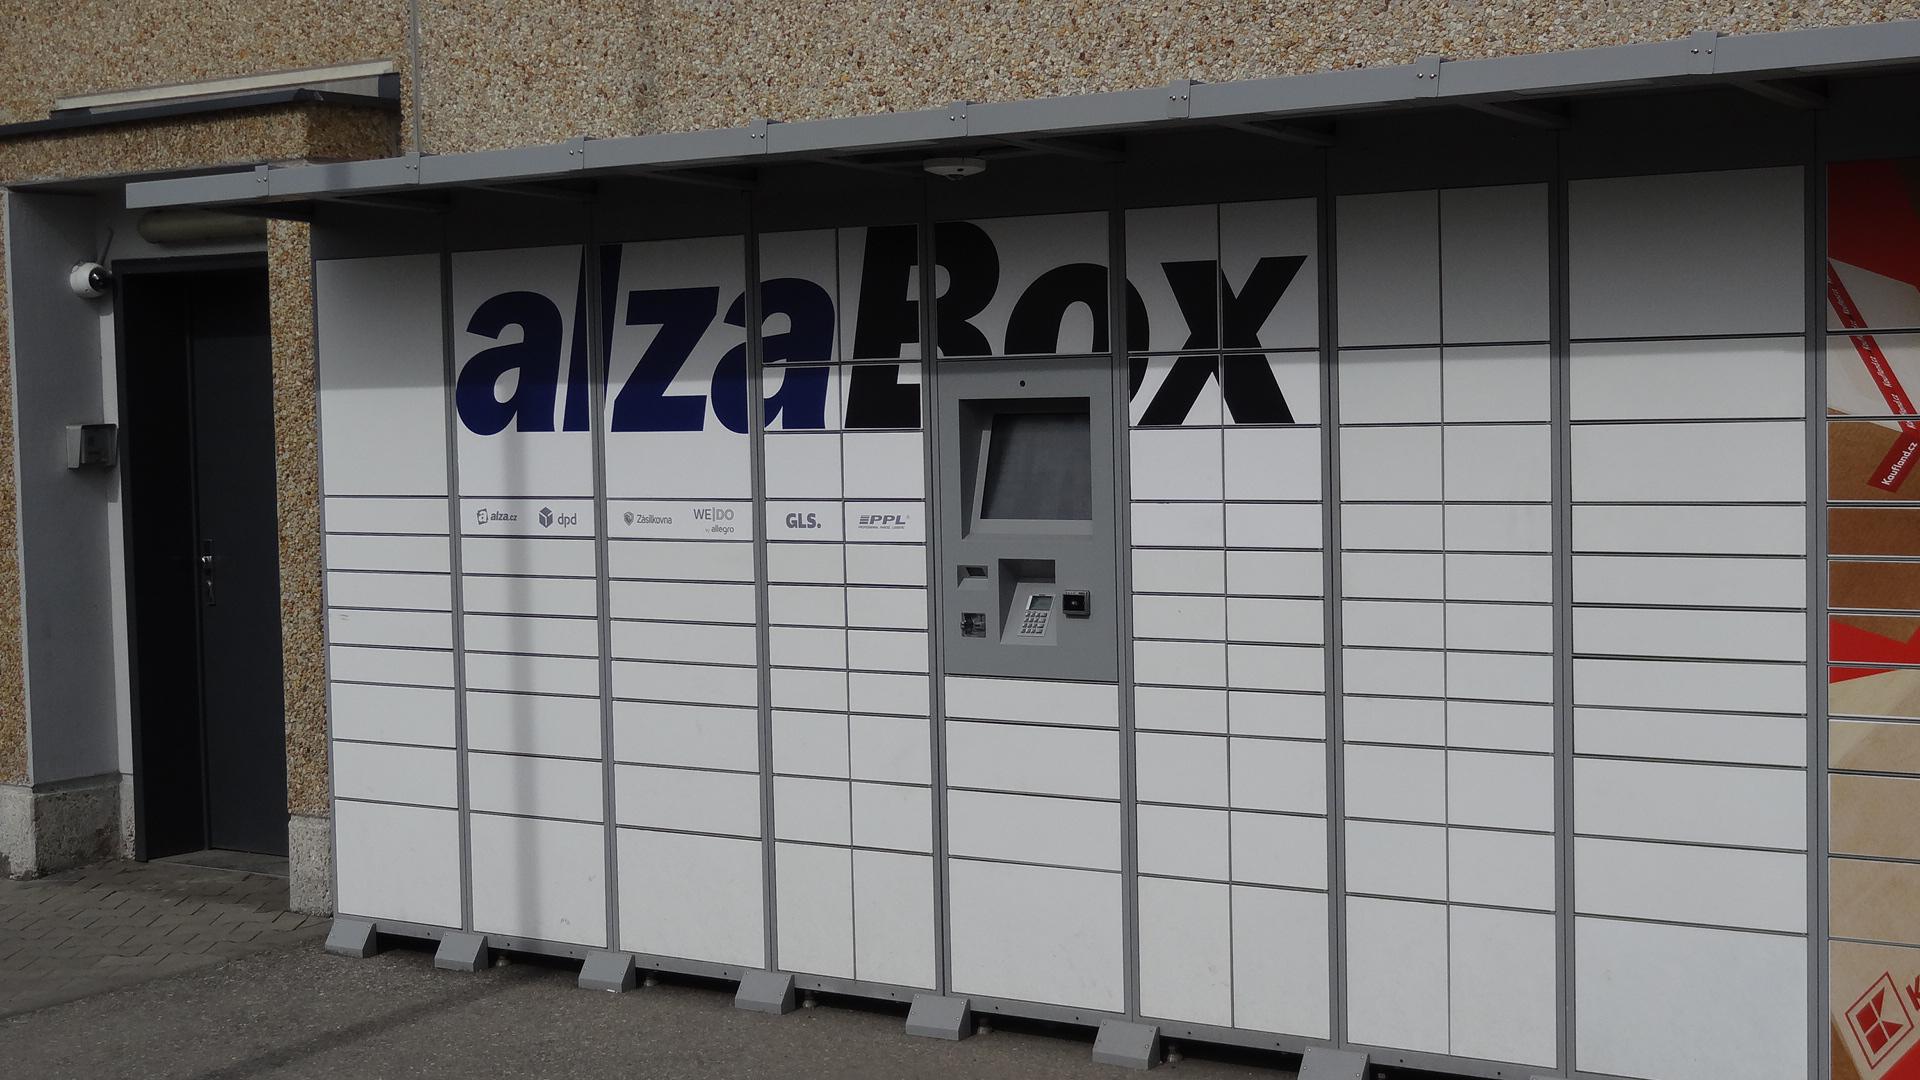 alzaBox
alza.cz
dpd
Zásilkovna
WE|DO
by allegro
GLS.
PPL
Kaufland.cz
K